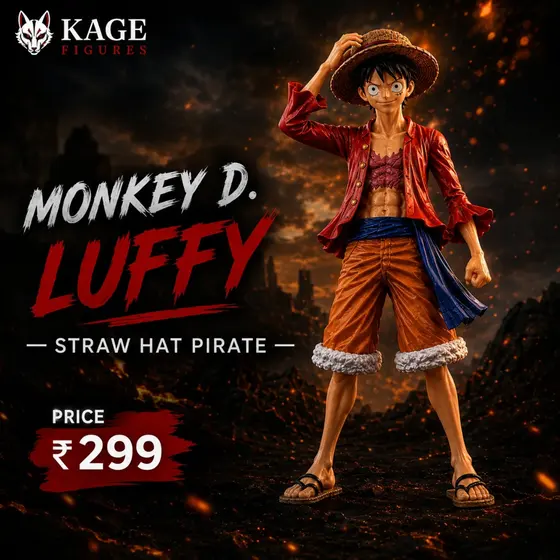 KAGE
FIGURES
MONKEY D.
LUFFY
— STRAW HAT PIRATE —
PRICE
₹299